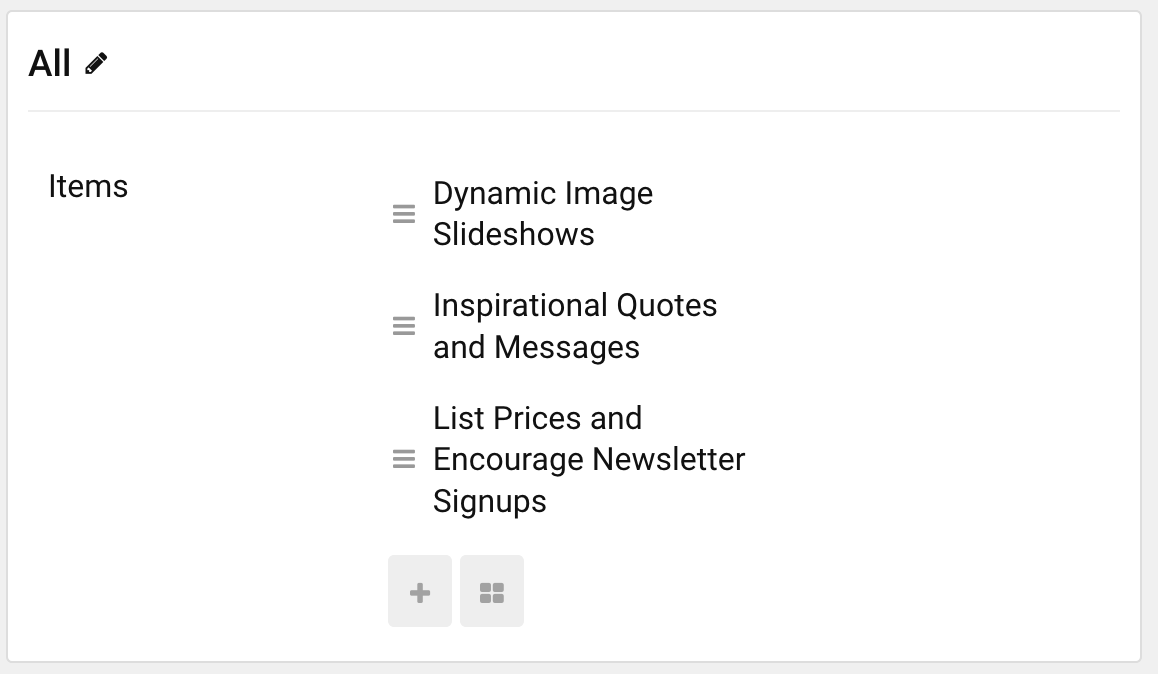 All
Items
Dynamic Image
Slideshows
Inspirational Quotes
and Messages
List Prices and
Encourage Newsletter
Signups